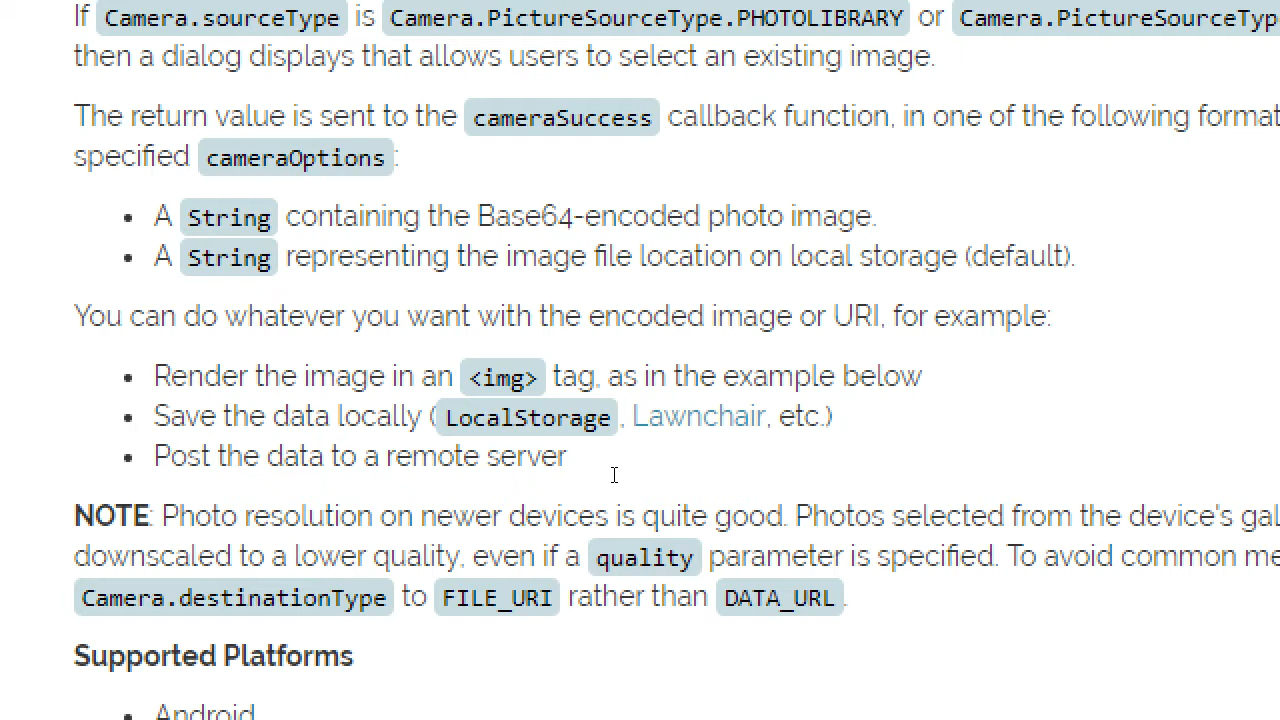 If Camera.sourceType is Camera.PictureSourceType.PHOTOLIBRARY or Camera.PictureSourceTyp
then a dialog displays that allows users to select an existing image.
The return value is sent to the cameraSuccess callback function, in one of the following format
specified cameraOptions:
• A String containing the Base64-encoded photo image.
• A String representing the image file location on local storage (default).
You can do whatever you want with the encoded image or URI, for example:
• Render the image in an <img> tag, as in the example below
• Save the data locally (LocalStorage, Lawnchair, etc.)
• Post the data to a remote server
NOTE: Photo resolution on newer devices is quite good. Photos selected from the device's gal
downscaled to a lower quality, even if a quality parameter is specified. To avoid common me
Camera.destinationType to FILE_URI rather than DATA_URL.
Supported Platforms
• Android